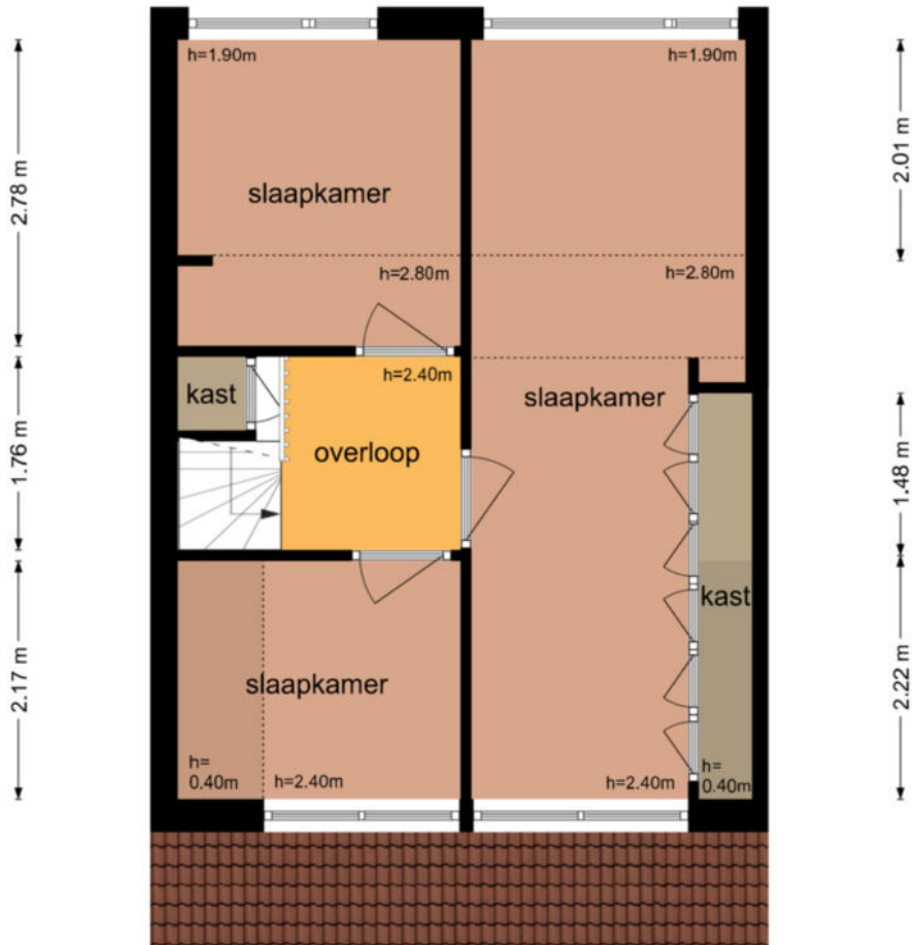 h=1.90m
h=1.90m
2.01 m
2.78 m
slaapkamer
h=2.80m
h=2.80m
kast
h=2.40m
slaapkamer
overloop
1.76 m
1.48 m
kast
slaapkamer
2.17 m
2.22 m
h=
0.40m
h=2.40m
h=2.40m
h=
0.40m